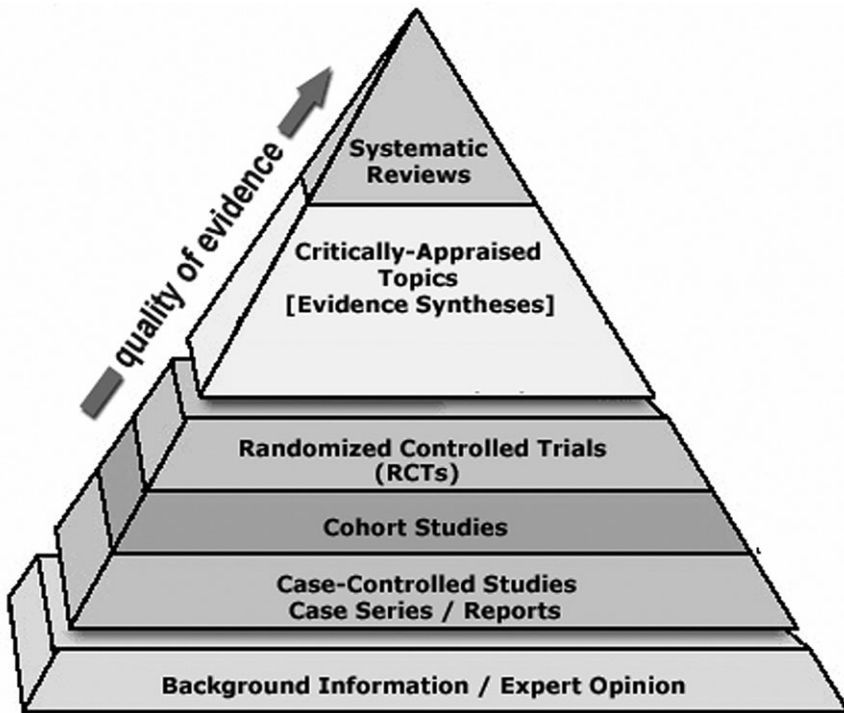 quality of evidence
Systematic
Reviews
Critically-Appraised
Topics
[Evidence Syntheses]
Randomized Controlled Trials
(RCTs)
Cohort Studies
Case-Controlled Studies
Case Series / Reports
Background Information / Expert Opinion